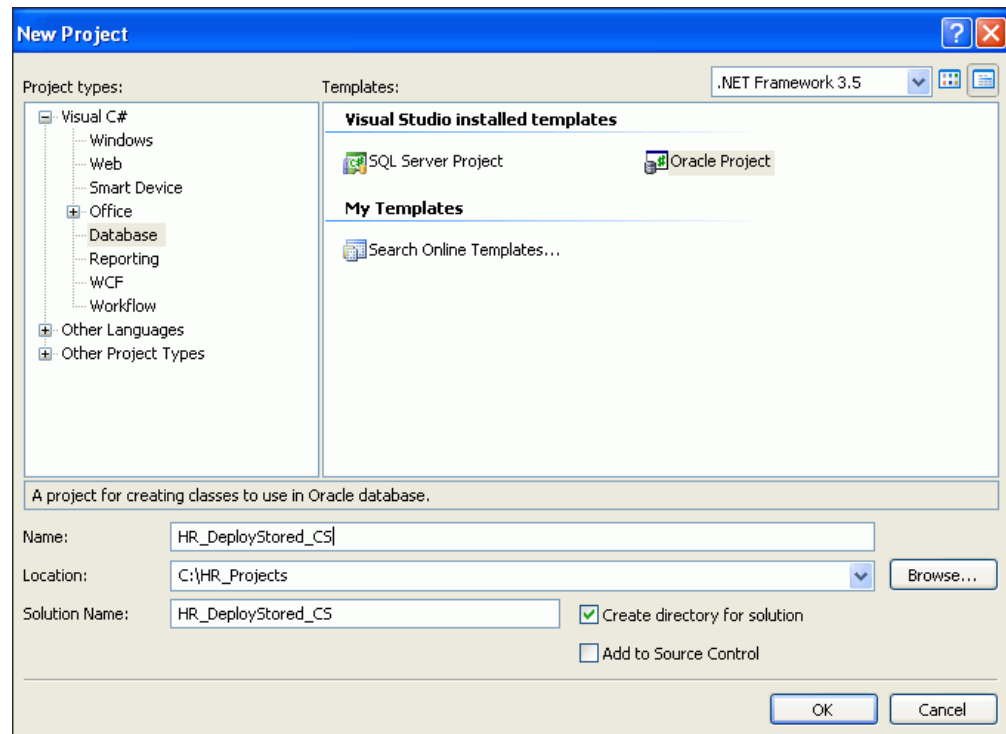 New Project
Project types:
Templates:
.NET Framework 3.5
Visual C#
Windows
Web
Smart Device
Office
Database
Reporting
WCF
Workflow
Other Languages
Other Project Types
Visual Studio installed templates
SQL Server Project
Oracle Project
My Templates
Search Online Templates...
A project for creating classes to use in Oracle database.
Name:
HR_DeployStored_CS
Location:
C:\HR_Projects
Browse...
Solution Name:
HR_DeployStored_CS
Create directory for solution
Add to Source Control
OK
Cancel